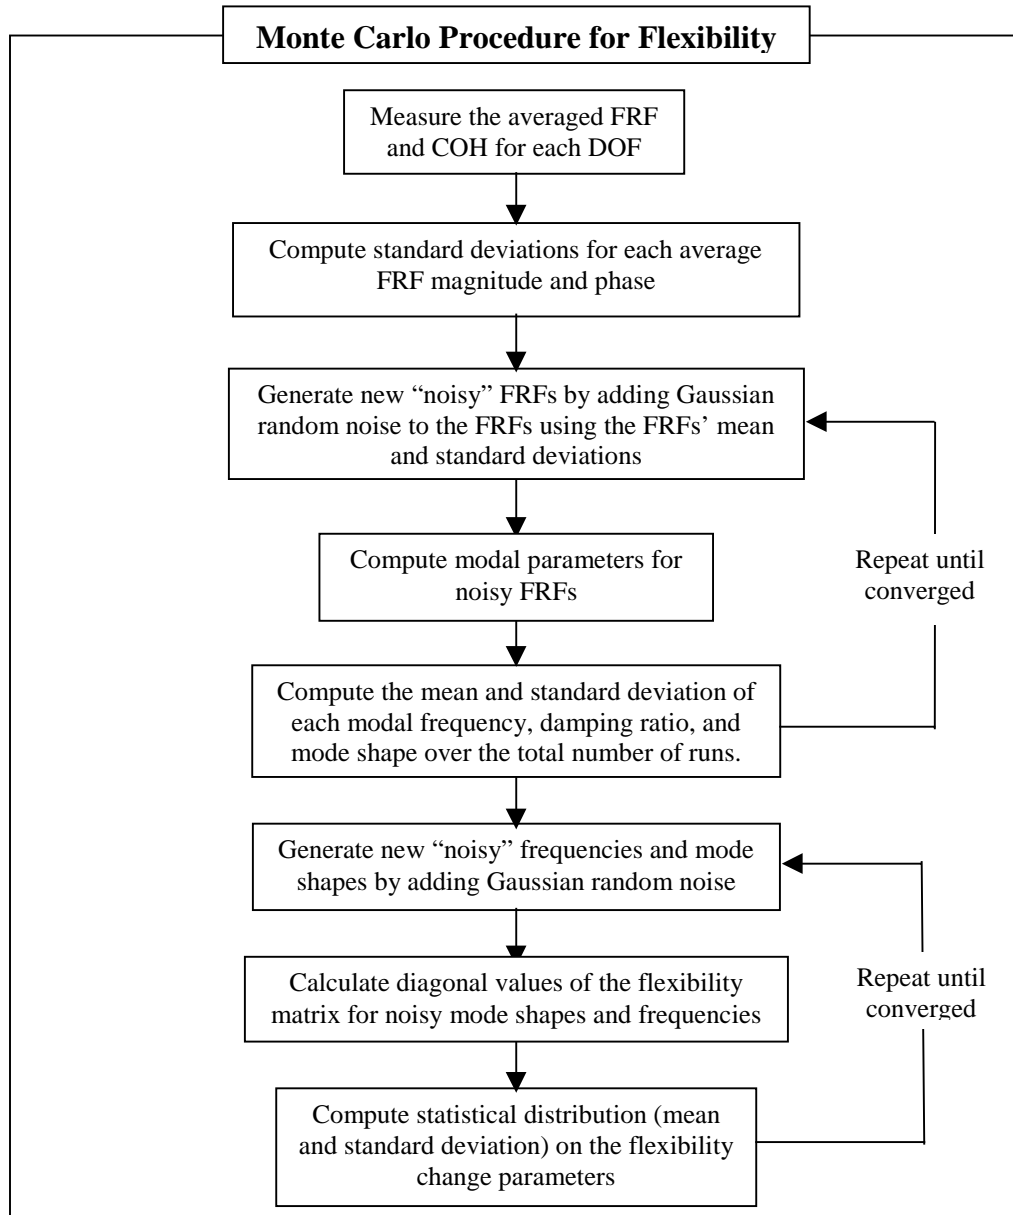 Monte Carlo Procedure for Flexibility
Measure the averaged FRF
and COH for each DOF
Compute standard deviations for each average
FRF magnitude and phase
Generate new “noisy” FRFs by adding Gaussian
random noise to the FRFs using the FRFs’ mean
and standard deviations
Compute modal parameters for
noisy FRFs
Repeat until
converged
Compute the mean and standard deviation of
each modal frequency, damping ratio, and
mode shape over the total number of runs.
Generate new “noisy” frequencies and mode
shapes by adding Gaussian random noise
Calculate diagonal values of the flexibility
matrix for noisy mode shapes and frequencies
Repeat until
converged
Compute statistical distribution (mean
and standard deviation) on the flexibility
change parameters